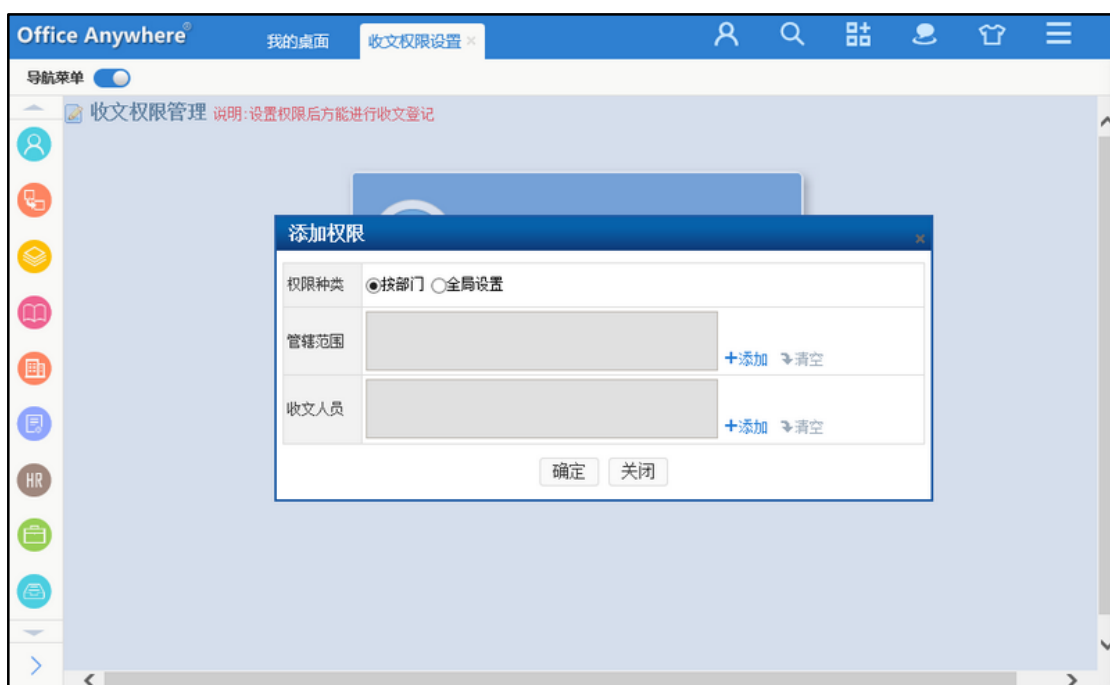 Office Anywhere®
我的桌面
收文权限设置 ×
导航菜单
收文权限管理 说明:设置权限后方能进行收文登记
添加权限
权限种类 按部门 全局设置
管辖范围
+添加 清空
收文人员
+添加 清空
确定 关闭
HR